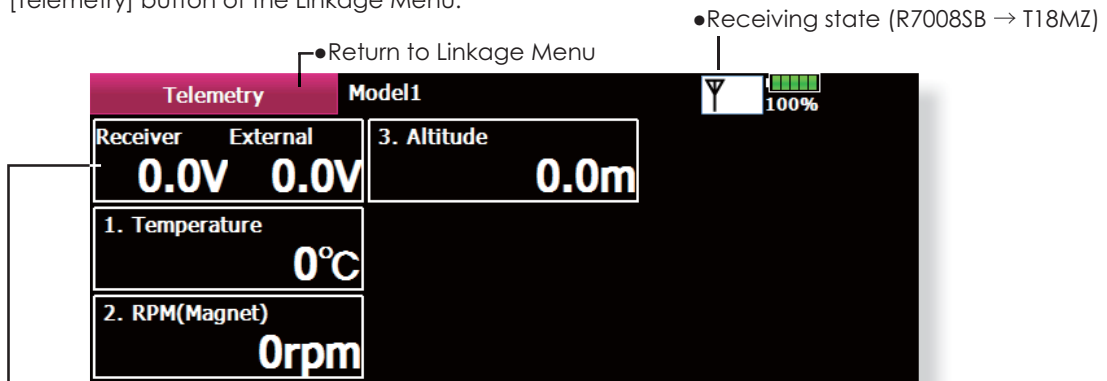 [Telemetry] button of the Linkage Menu.
●Receiving state (R7008SB → T18MZ)
●Return to Linkage Menu
Telemetry Model1 100%
Receiver External 3. Altitude
0.0V 0.0V 0.0m
1. Temperature
0℃
2. RPM(Magnet)
0rpm